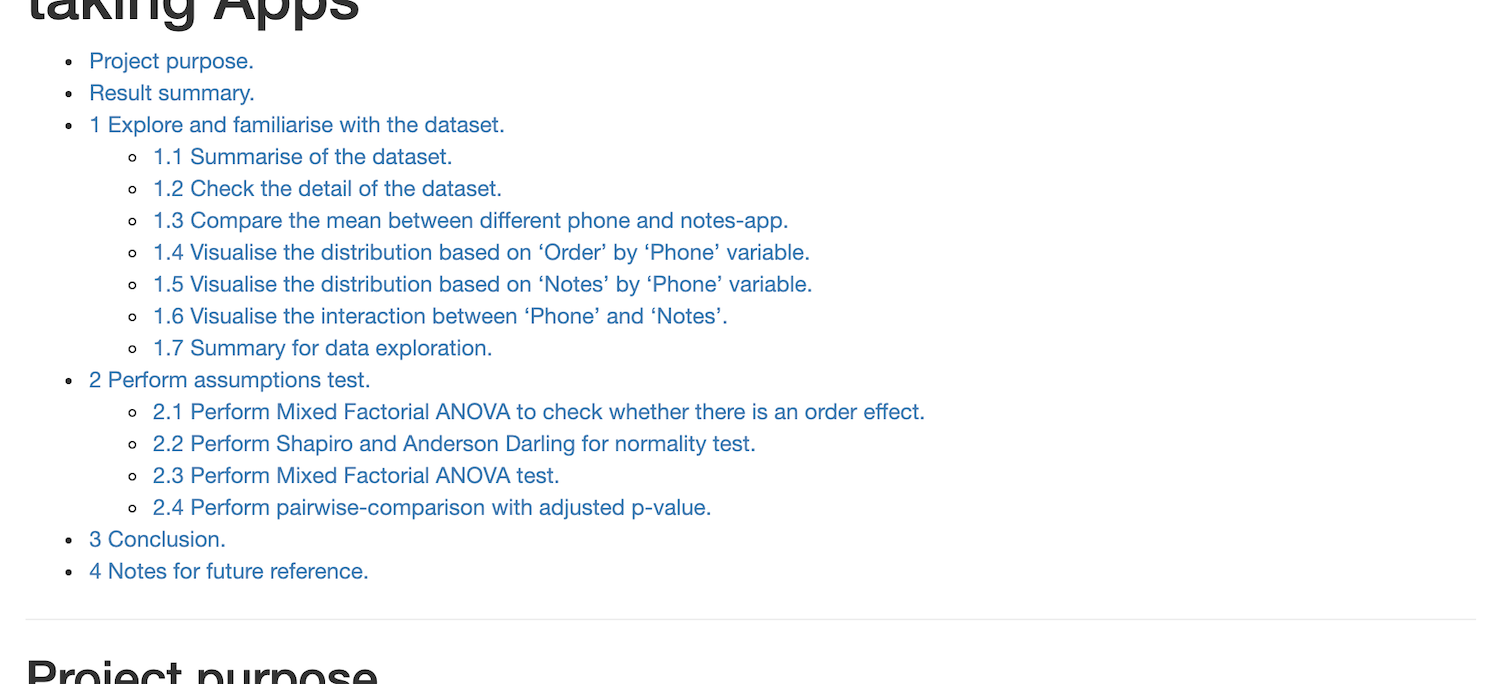 taking Apps
Project purpose.
Result summary.
1 Explore and familiarise with the dataset.
1.1 Summarise of the dataset.
1.2 Check the detail of the dataset.
1.3 Compare the mean between different phone and notes-app.
1.4 Visualise the distribution based on ‘Order’ by ‘Phone’ variable.
1.5 Visualise the distribution based on ‘Notes’ by ‘Phone’ variable.
1.6 Visualise the interaction between ‘Phone’ and ‘Notes’.
1.7 Summary for data exploration.
2 Perform assumptions test.
2.1 Perform Mixed Factorial ANOVA to check whether there is an order effect.
2.2 Perform Shapiro and Anderson Darling for normality test.
2.3 Perform Mixed Factorial ANOVA test.
2.4 Perform pairwise-comparison with adjusted p-value.
3 Conclusion.
4 Notes for future reference.
Project purpose